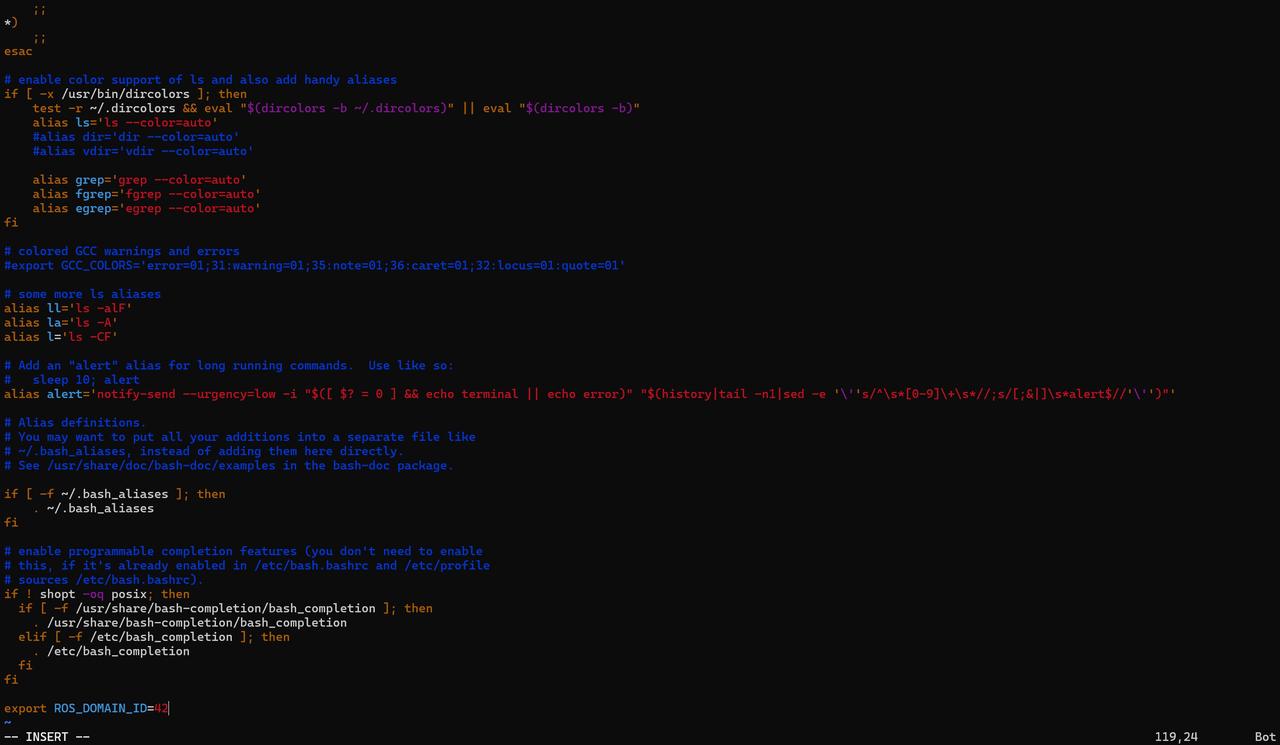 ;;
*)
    ;;
esac

# enable color support of ls and also add handy aliases
if [ -x /usr/bin/dircolors ]; then
    test -r ~/.dircolors && eval "$(dircolors -b ~/.dircolors)" || eval "$(dircolors -b)"
    alias ls='ls --color=auto'
    #alias dir='dir --color=auto'
    #alias vdir='vdir --color=auto'

    alias grep='grep --color=auto'
    alias fgrep='fgrep --color=auto'
    alias egrep='egrep --color=auto'
fi

# colored GCC warnings and errors
#export GCC_COLORS='error=01;31:warning=01;35:note=01;36:caret=01;32:locus=01:quote=01'

# some more ls aliases
alias ll='ls -alF'
alias la='ls -A'
alias l='ls -CF'

# Add an "alert" alias for long running commands.  Use like so:
#   sleep 10; alert
alias alert='notify-send --urgency=low -i "$([ $? = 0 ] && echo terminal || echo error)" "$(history|tail -n1|sed -e '\''s/^\s*[0-9]\+\s*//;s/[;&|]\s*alert$//'\'')"'

# Alias definitions.
# You may want to put all your additions into a separate file like
# ~/.bash_aliases, instead of adding them here directly.
# See /usr/share/doc/bash-doc/examples in the bash-doc package.

if [ -f ~/.bash_aliases ]; then
    . ~/.bash_aliases
fi

# enable programmable completion features (you don't need to enable
# this, if it's already enabled in /etc/bash.bashrc and /etc/profile
# sources /etc/bash.bashrc).
if ! shopt -oq posix; then
  if [ -f /usr/share/bash-completion/bash_completion ]; then
    . /usr/share/bash-completion/bash_completion
  elif [ -f /etc/bash_completion ]; then
    . /etc/bash_completion
  fi
fi

export ROS_DOMAIN_ID=42
~
-- INSERT -- 119,24 Bot